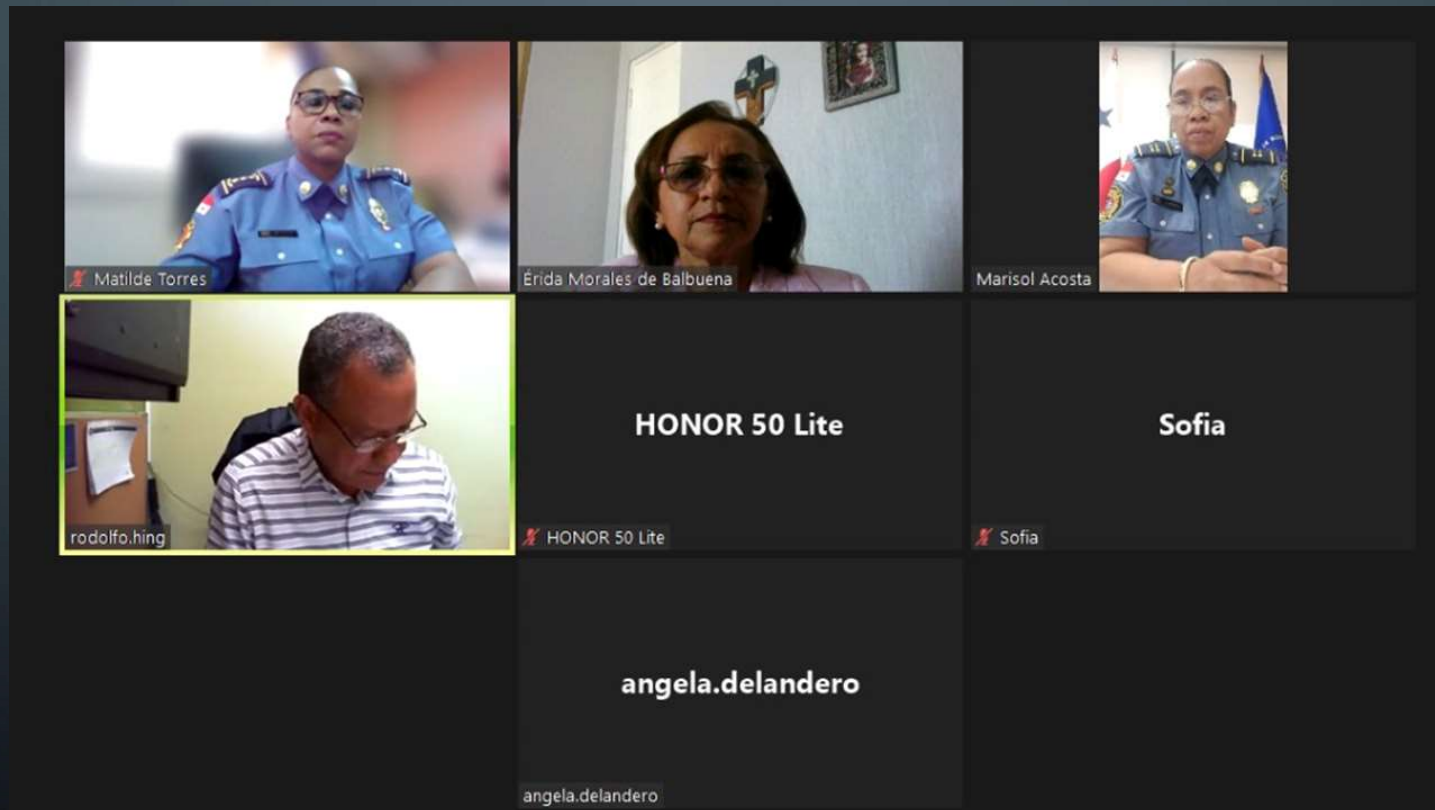 Matilde Torres
Érida Morales de Balbuena
Marisol Acosta
rodolfo.hing
HONOR 50 Lite
HONOR 50 Lite
Sofia
Sofia
angela.delandero
angela.delandero